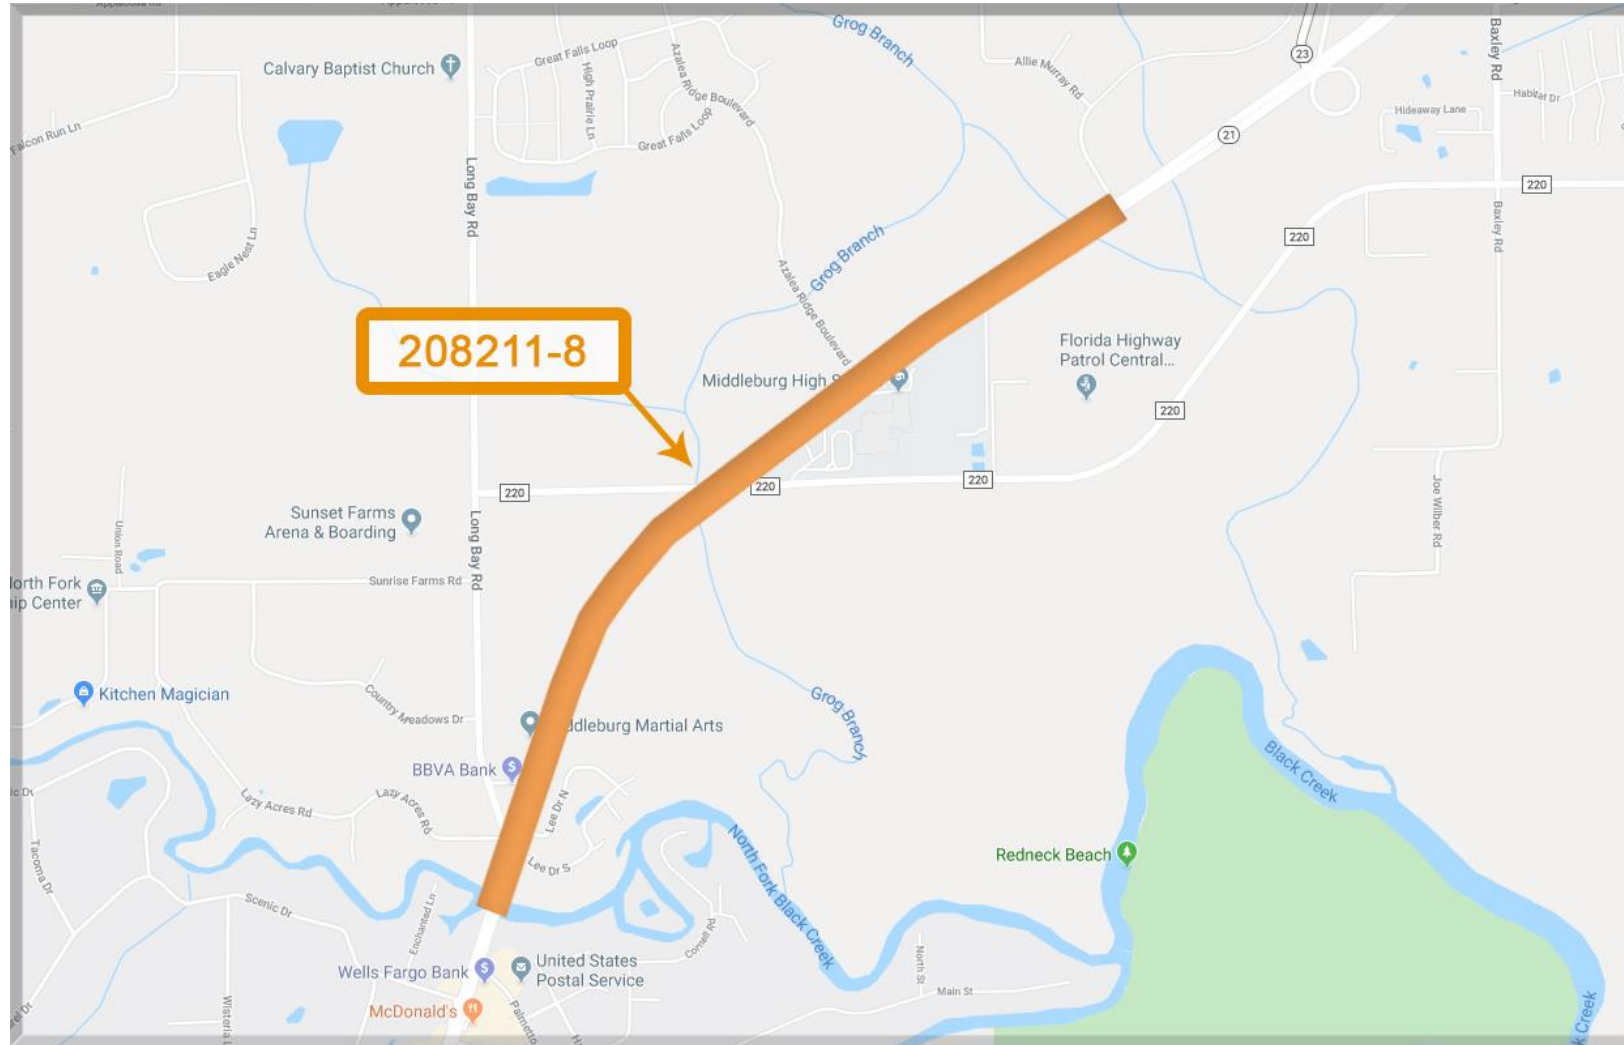 Grog Branch
Calvary Baptist Church
Great Falls Loop
High Prairie Ln
Azalea Ridge Boulevard
Great Falls Loop
Allie Murray Rd
23
21
Baxley Rd
Habitat Dr
Hideaway Lane
Falcon Run Ln
Long Bay Rd
Eagle Nest Ln
220
220
Baxley Rd
Grog Branch
Azalea Ridge Boulevard
208211-8
Florida Highway
Patrol Central...
Middleburg High S
220
220
220
220
Sunset Farms
Arena & Boarding
Long Bay Rd
Union Road
Joe Wilber Rd
orth Fork
ip Center
Sunrise Farms Rd
Kitchen Magician
Country Meadows Dr
ddleburg Martial Arts
Grog Branch
BBVA Bank
Black Creek
Lazy Acres Rd
Lazy Acres Rd
Lee Dr N
Lee Dr S
Tacoma Dr
Redneck Beach
North Fork Black Creek
Scenic Dr
Enchanted Ln
Cornell Rd
North St
Main St
United States
Postal Service
Wells Fargo Bank
McDonald's
Palmetto
Wisteria L
k Creek